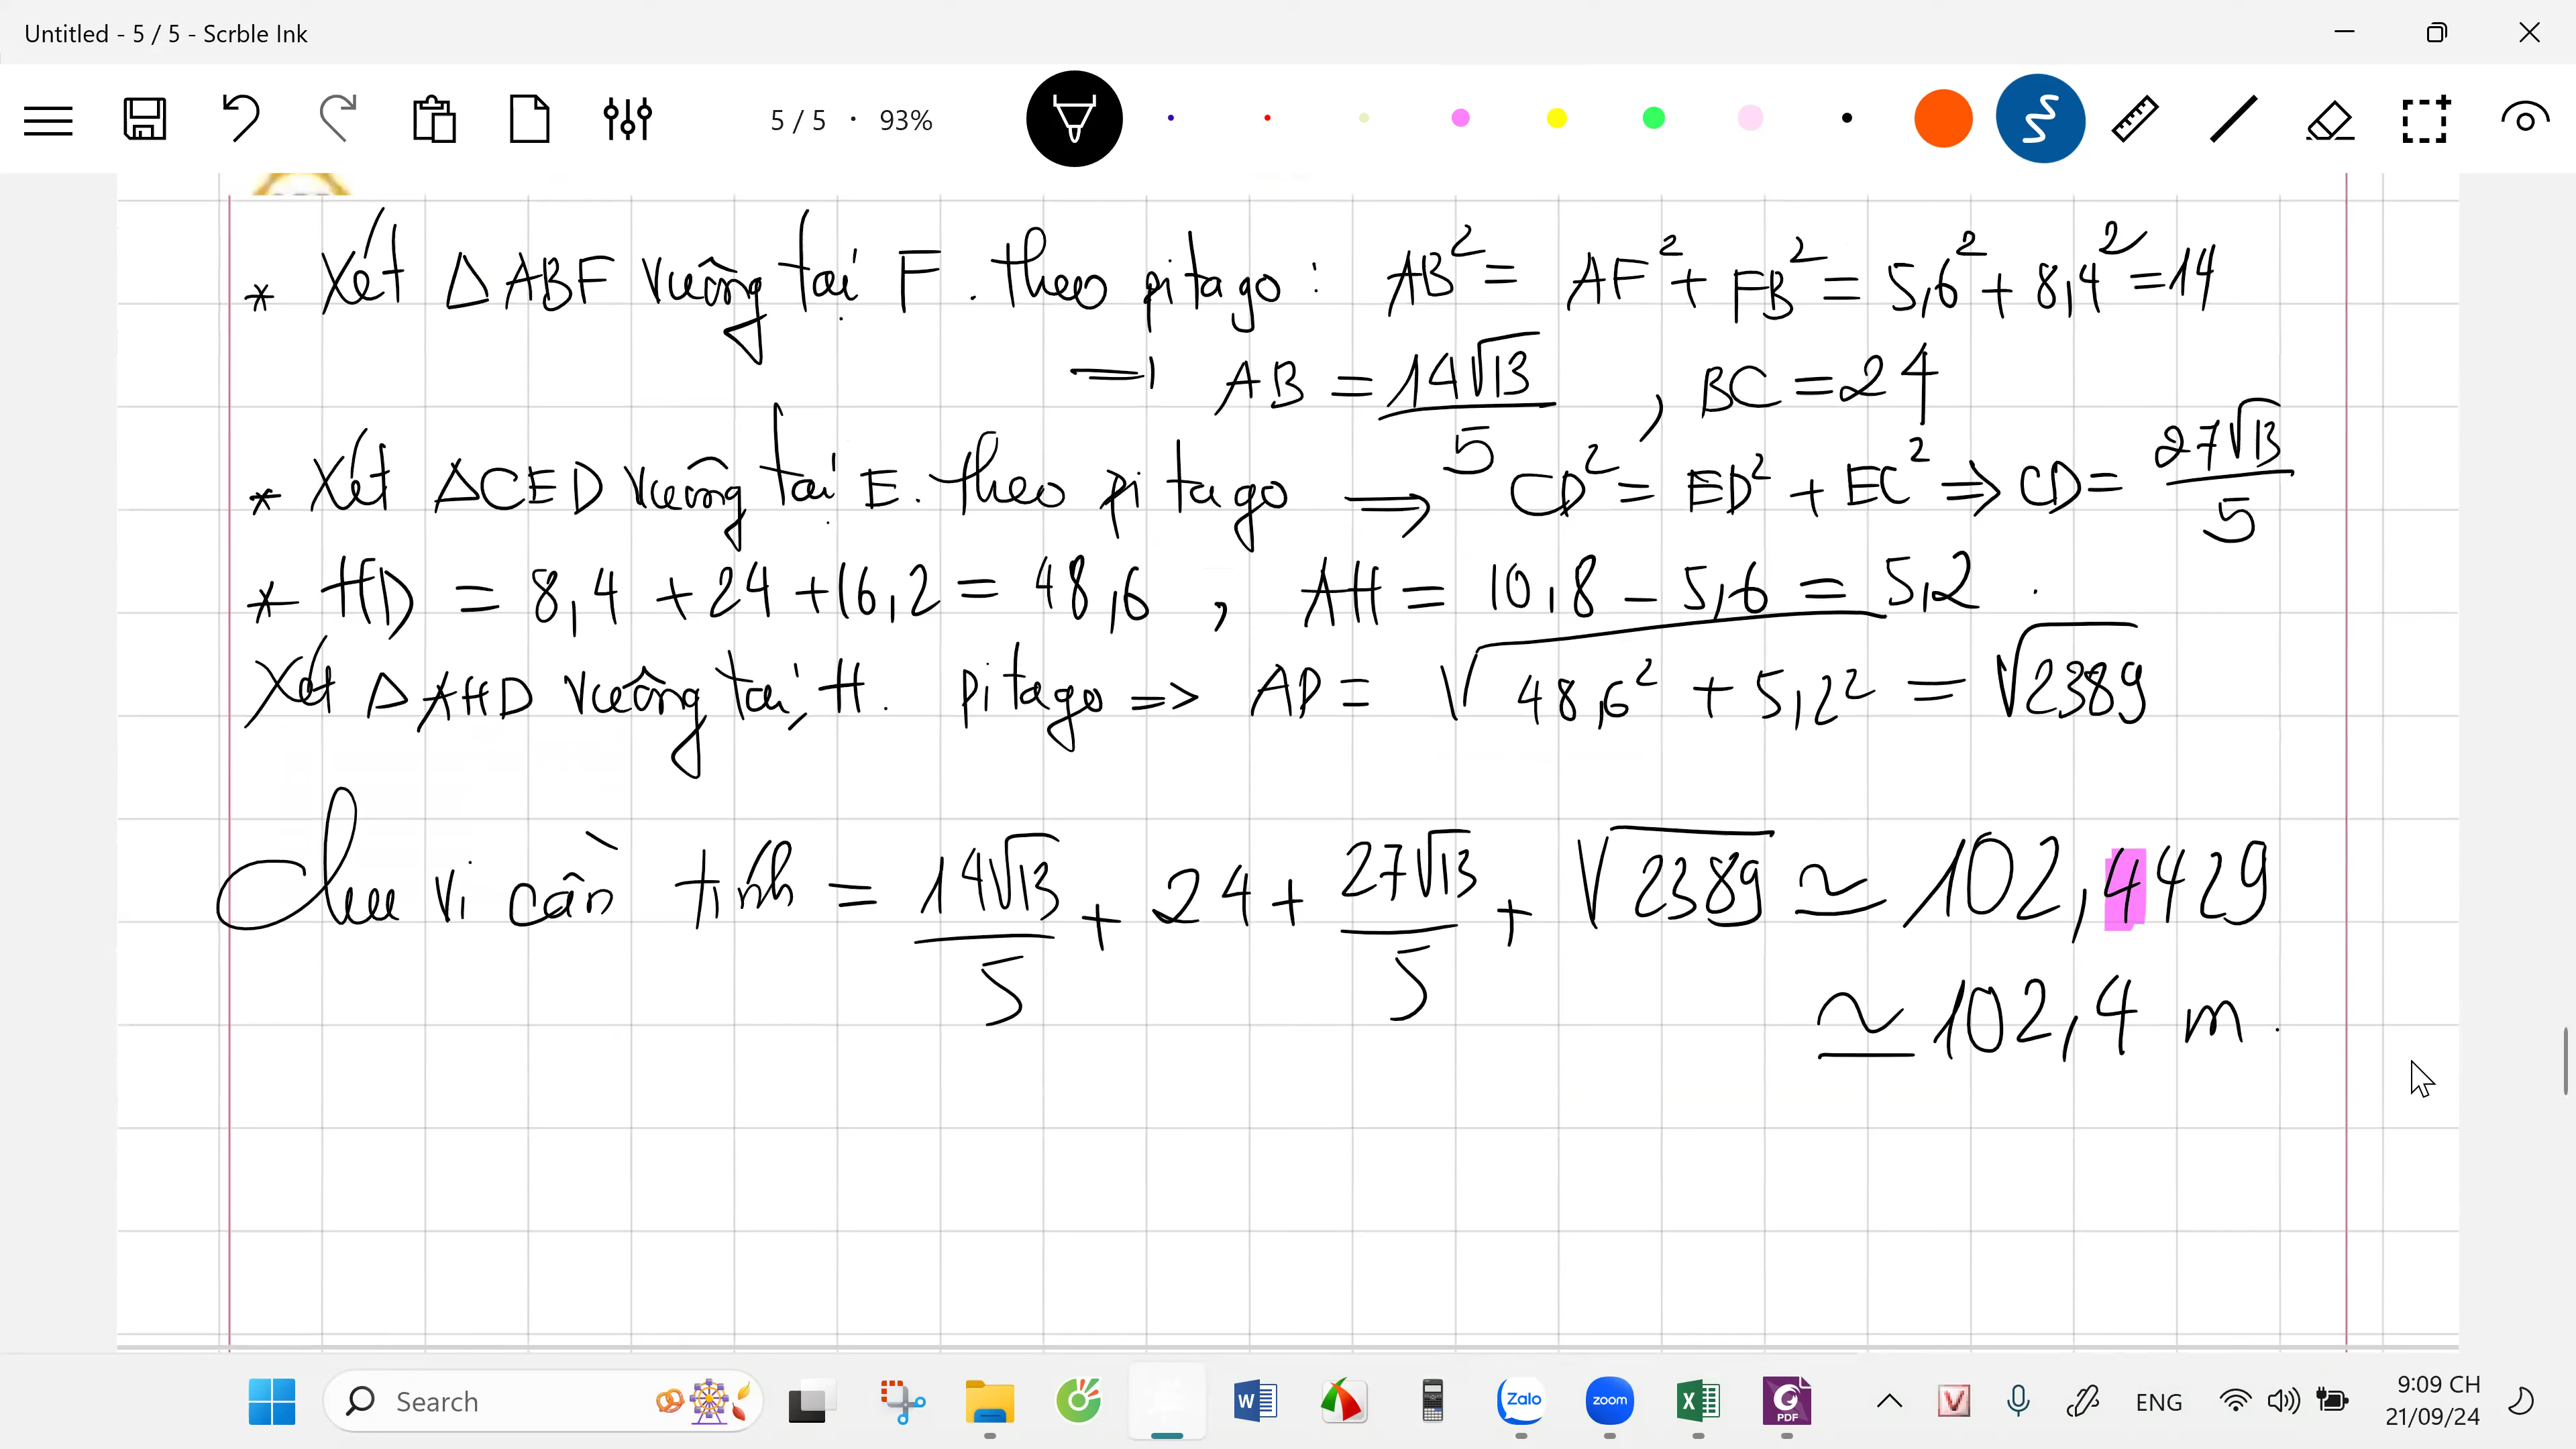 Untitled - 5 / 5 - Scrble Ink
5 / 5 · 93%
* Xét ΔABF vuông tại F. theo pitago: AB² = AF² + FB² = 5,6² + 8,4² = 14
⇒ AB = 14√13/5 , BC = 24
* Xét ΔCED vuông tại E. theo pitago ⇒ CD² = ED² + EC² ⇒ CD = 27√13/5
* HD = 8,4 + 24 + 16,2 = 48,6 , AH = 10,8 - 5,6 = 5,2 .
Xét ΔAHD vuông tại H. pitago => AD = √(48,6² + 5,2²) = √2389
Chu vi cần tính = 14√13/5 + 24 + 27√13/5 + √2389 ≃ 102,4429
≃ 102,4 m.
Search
W
Zalo
zoom
X
PDF
V
ENG
9:09 CH
21/09/24